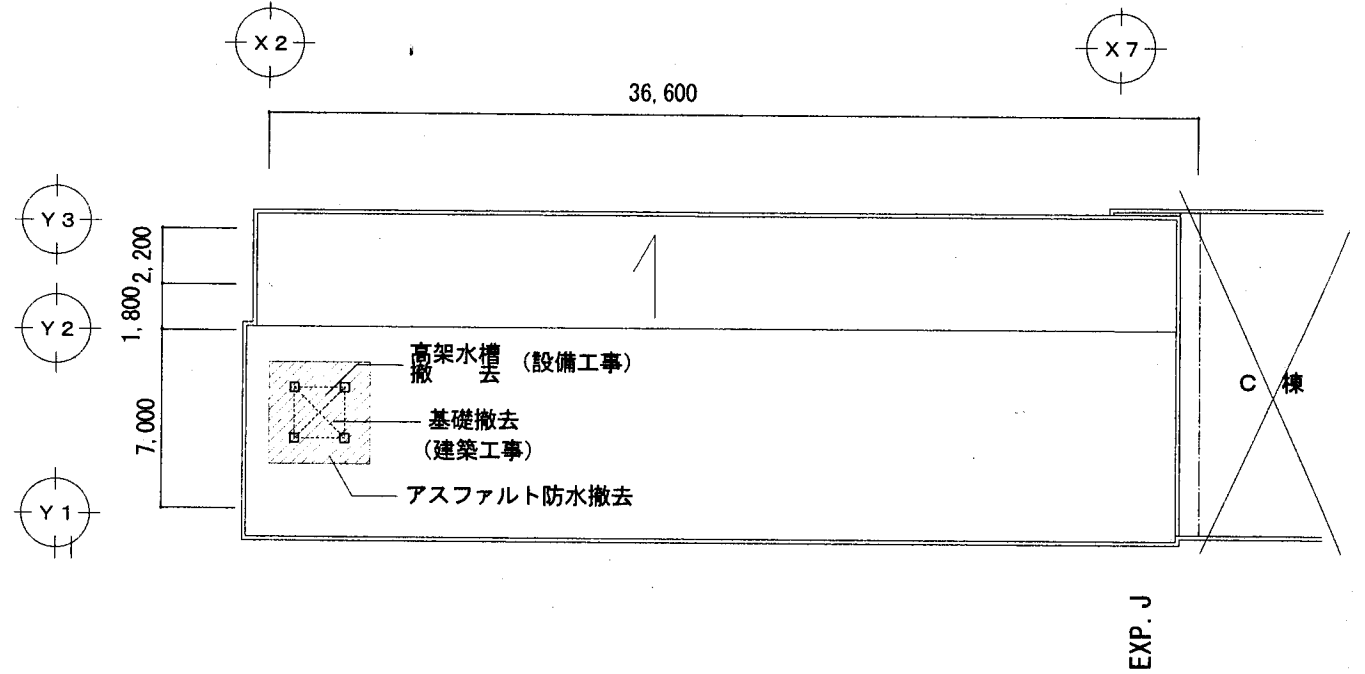 X2
X7
36,600
Y3
2,200
1,800
Y2
高架水槽
撤 去 (設備工事)
7,000
基礎撤去
(建築工事)
C 棟
アスファルト防水撤去
Y1
EXP. J